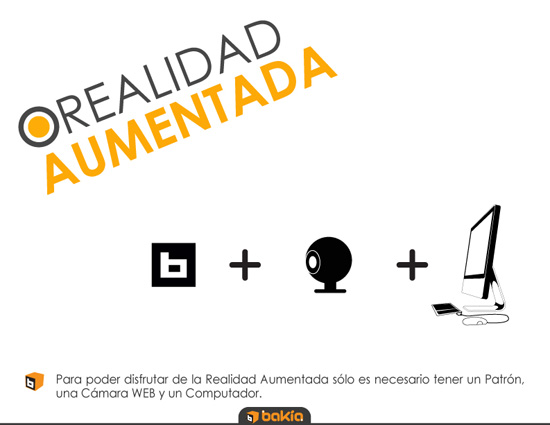 REALIDAD
AUMENTADA
b + +
Para poder disfrutar de la Realidad Aumentada sólo es necesario tener un Patrón,
una Cámara WEB y un Computador.
bakía